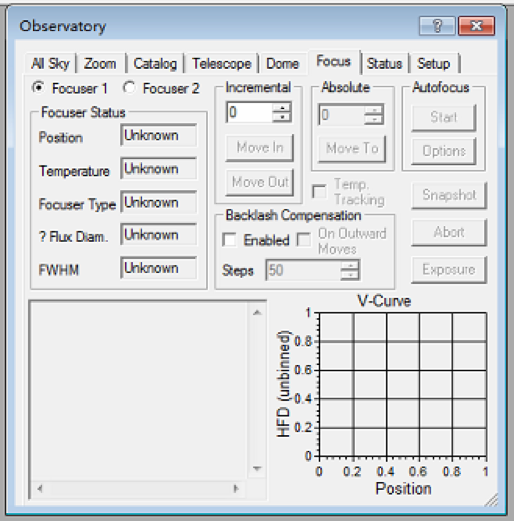 Observatory
All Sky Zoom Catalog Telescope Dome Focus Status Setup
Focuser 1 Focuser 2
Focuser Status
Position Unknown
Temperature Unknown
Focuser Type Unknown
? Flux Diam. Unknown
FWHM Unknown
Incremental
0
Move In
Move Out
Absolute
0
Move To
Temp.
Tracking
Autofocus
Start
Options
Snapshot
Abort
Exposure
Backlash Compensation
Enabled On Outward
Moves
Steps 50
V-Curve
HFD (unbinned)
1
0.8
0.6
0.4
0.2
0
0 0.2 0.4 0.6 0.8 1
Position